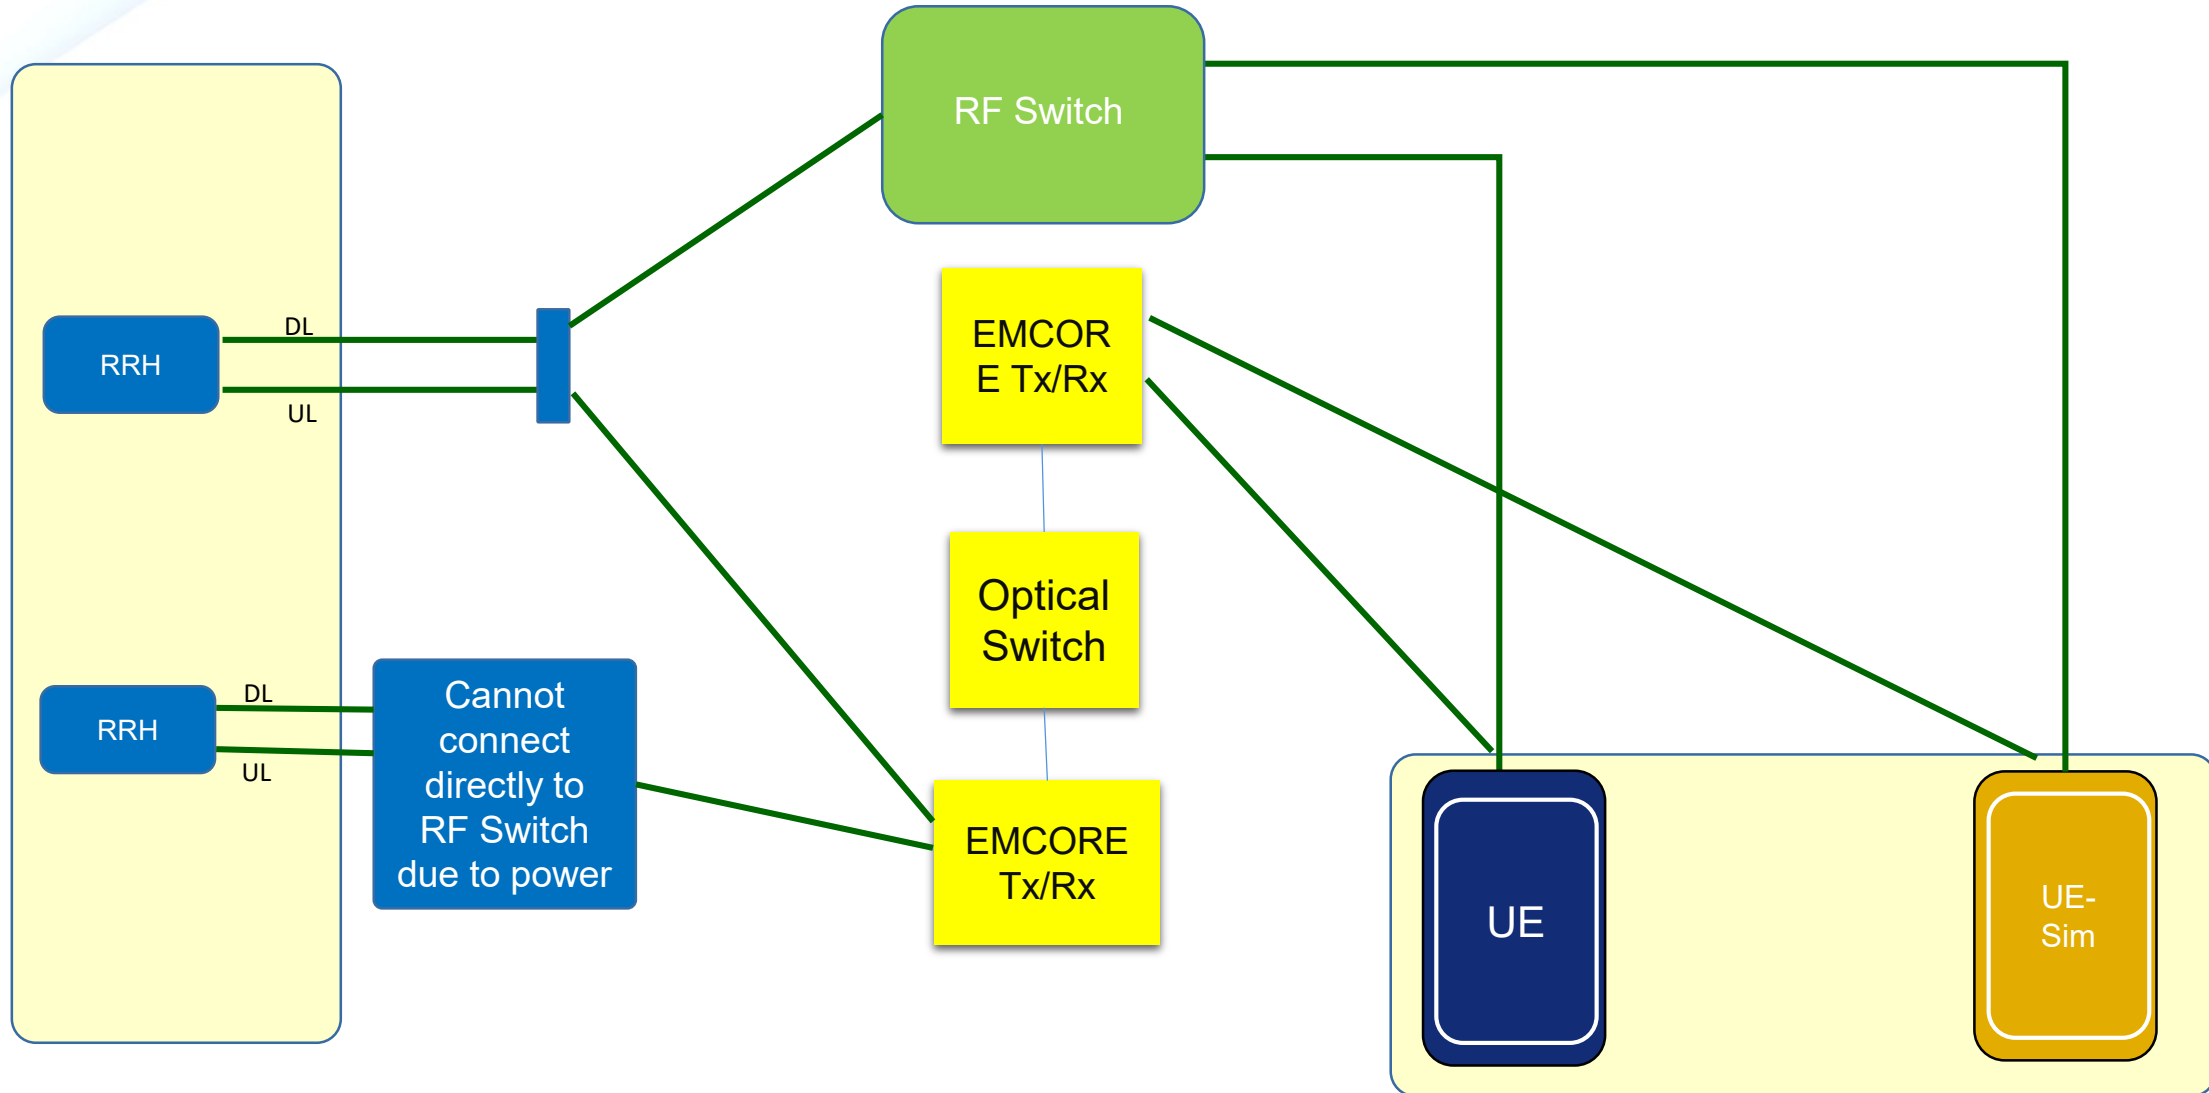 RF Switch
DL
RRH
UL
EMCOR
E Tx/Rx
Optical
Switch
DL
RRH
UL
Cannot
connect
directly to
RF Switch
due to power
EMCORE
Tx/Rx
UE
UE-
Sim